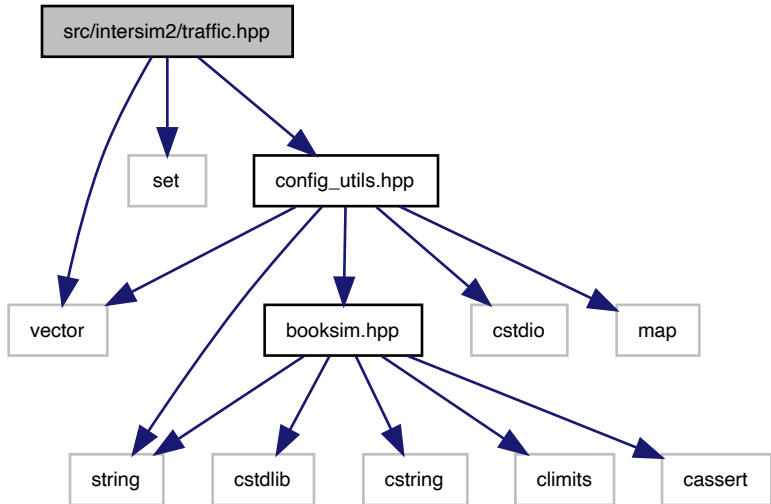 src/intersim2/traffic.hpp
set
config_utils.hpp
vector
booksim.hpp
cstdio
map
string
cstdlib
cstring
climits
cassert